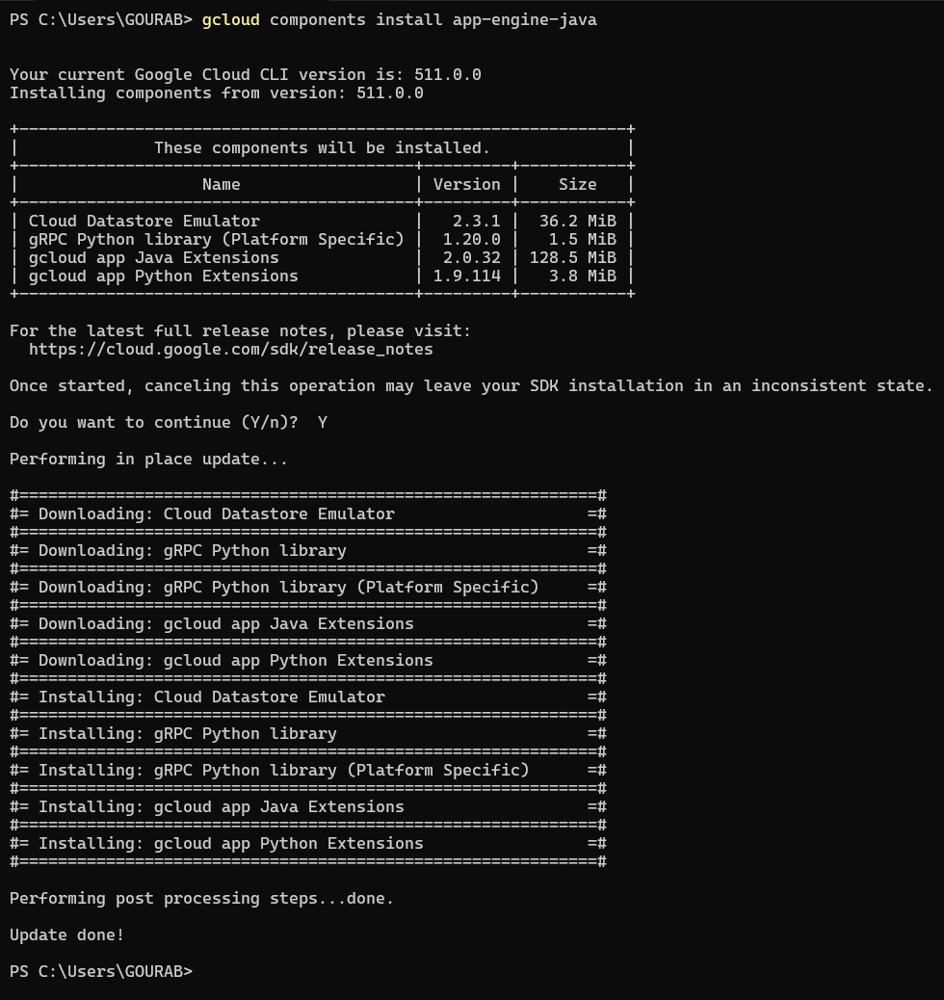 PS C:\Users\GOURAB> gcloud components install app-engine-java
Your current Google Cloud CLI version is: 511.0.0
Installing components from version: 511.0.0
+---------------------------------------------------------------+
|              These components will be installed.              |
+-----------------------------------------+---------+-----------+
|                   Name                  | Version |    Size   |
+-----------------------------------------+---------+-----------+
| Cloud Datastore Emulator                |   2.3.1 |  36.2 MiB |
| gRPC Python library (Platform Specific) |  1.20.0 |   1.5 MiB |
| gcloud app Java Extensions              |  2.0.32 | 128.5 MiB |
| gcloud app Python Extensions            | 1.9.114 |   3.8 MiB |
+-----------------------------------------+---------+-----------+
For the latest full release notes, please visit:
  https://cloud.google.com/sdk/release_notes
Once started, canceling this operation may leave your SDK installation in an inconsistent state.
Do you want to continue (Y/n)?  Y
Performing in place update...
#============================================================#
#= Downloading: Cloud Datastore Emulator                    =#
#============================================================#
#= Downloading: gRPC Python library                         =#
#============================================================#
#= Downloading: gRPC Python library (Platform Specific)     =#
#============================================================#
#= Downloading: gcloud app Java Extensions                  =#
#============================================================#
#= Downloading: gcloud app Python Extensions                =#
#============================================================#
#= Installing: Cloud Datastore Emulator                     =#
#============================================================#
#= Installing: gRPC Python library                          =#
#============================================================#
#= Installing: gRPC Python library (Platform Specific)      =#
#============================================================#
#= Installing: gcloud app Java Extensions                   =#
#============================================================#
#= Installing: gcloud app Python Extensions                 =#
#============================================================#
Performing post processing steps...done.
Update done!
PS C:\Users\GOURAB>